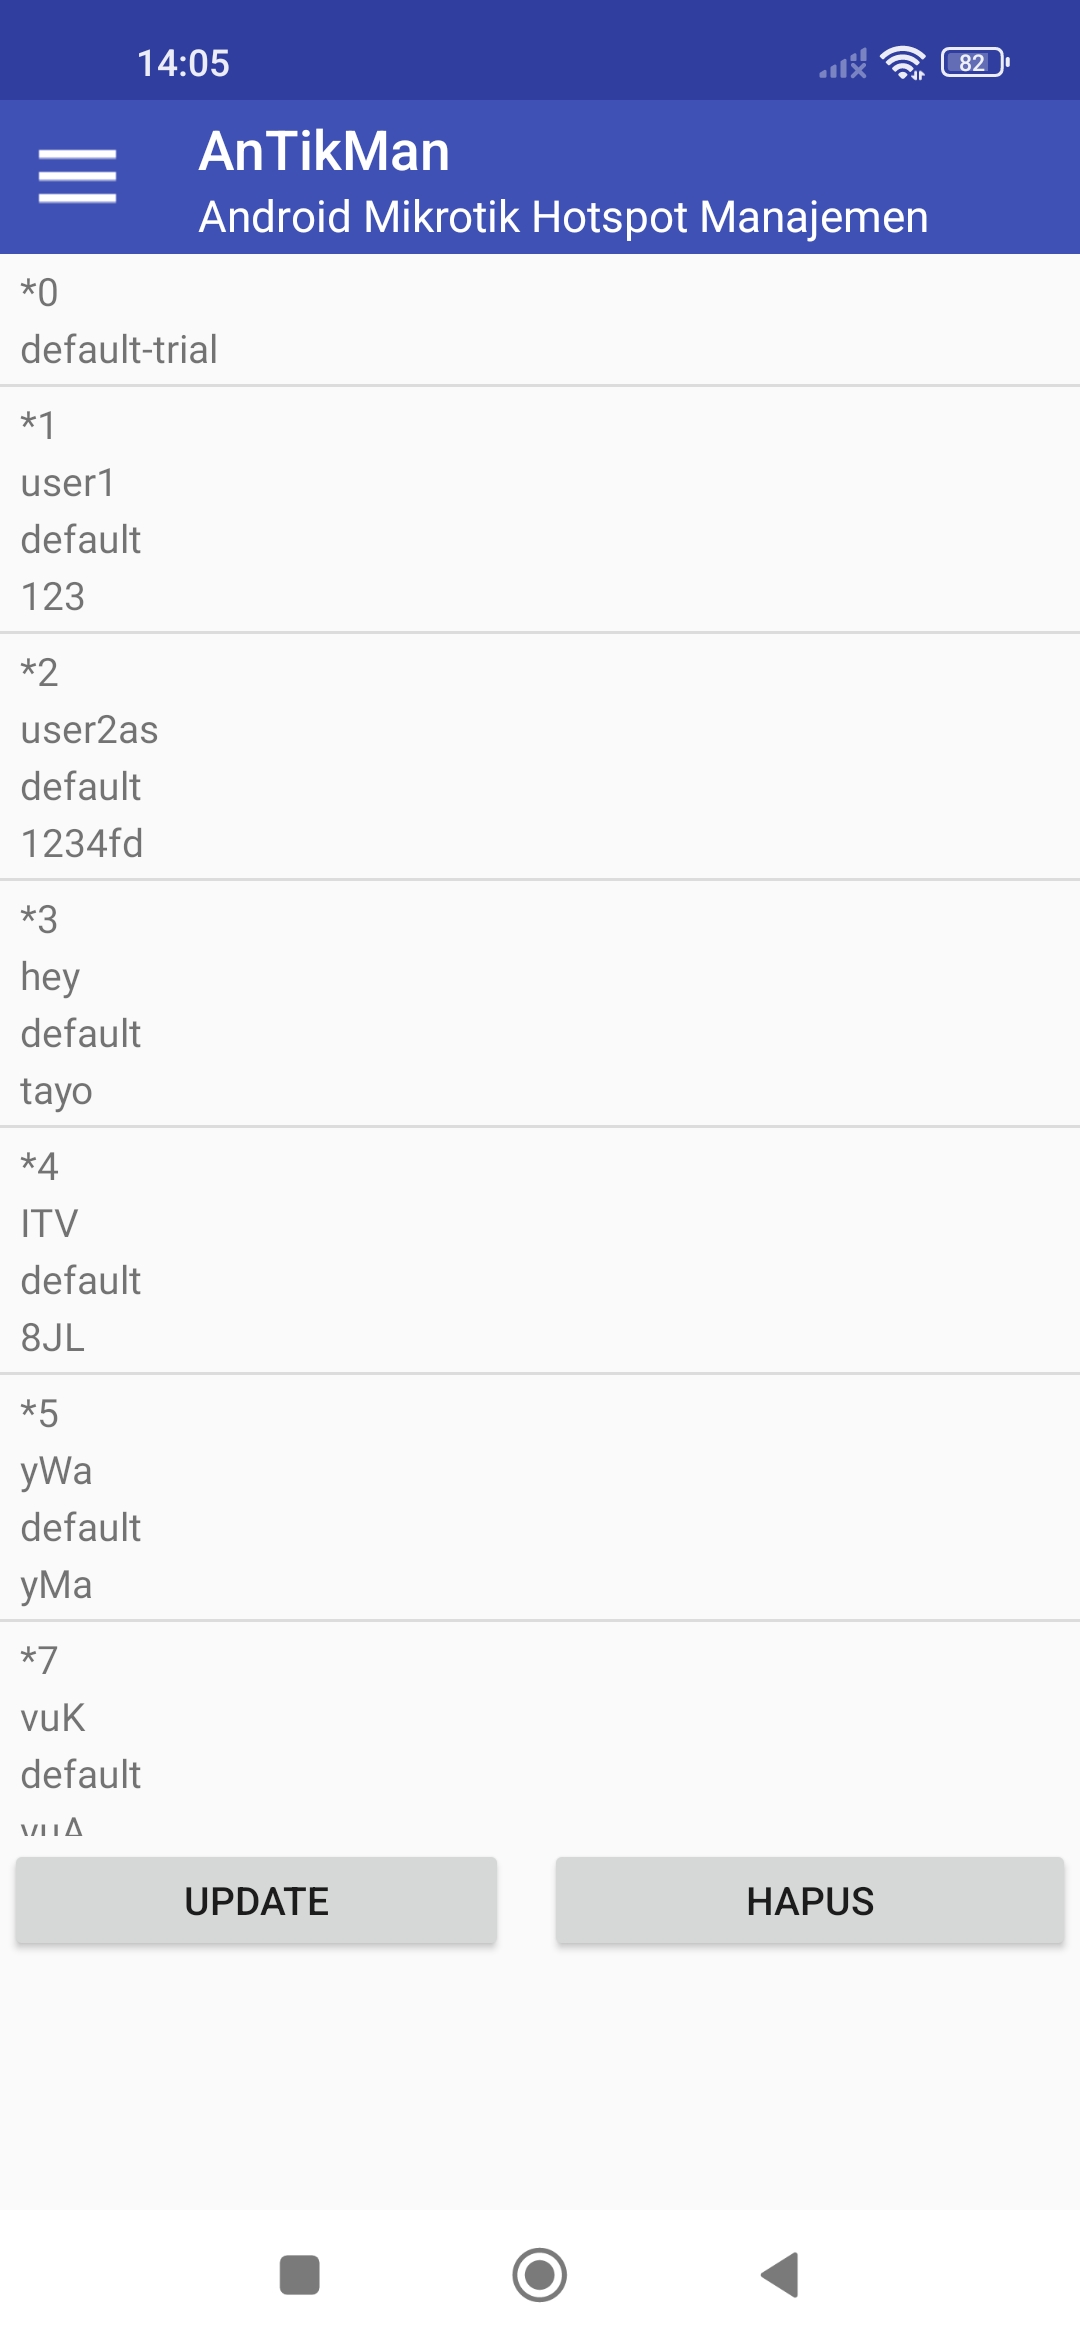 14:05
82
AnTikMan
Android Mikrotik Hotspot Manajemen
*0
default-trial
*1
user1
default
123
*2
user2as
default
1234fd
*3
hey
default
tayo
*4
ITV
default
8JL
*5
yWa
default
yMa
*7
vuK
default
UPDATE
HAPUS